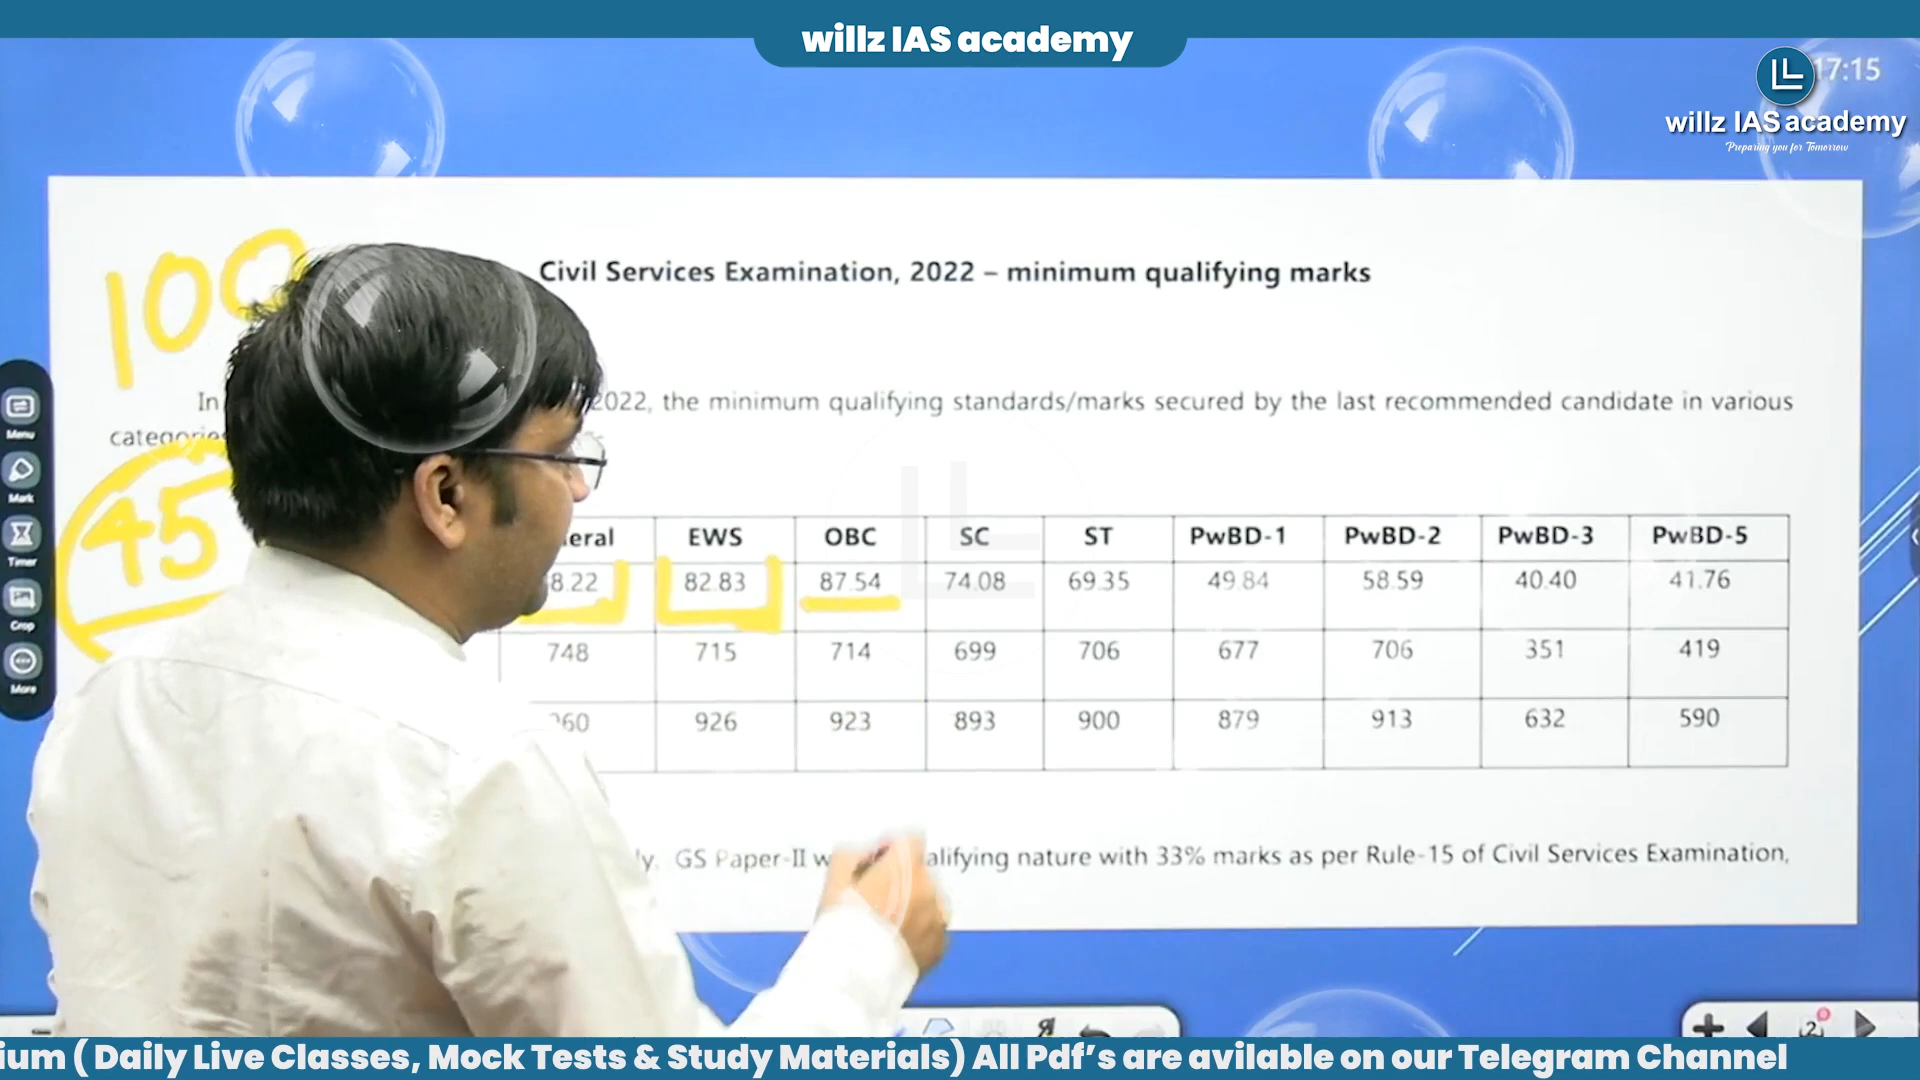 willz IAS academy
17:15
willz IAS academy
Preparing you for Tomorrow
100
Civil Services Examination, 2022 – minimum qualifying marks
In 2022, the minimum qualifying standards/marks secured by the last recommended candidate in various
categories
45
EWS OBC SC ST PwBD-1 PwBD-2 PwBD-3 PwBD-5
8.22 82.83 87.54 74.08 69.35 49.84 58.59 40.40 41.76
748 715 714 699 706 677 706 351 419
60 926 923 893 900 879 913 632 590
ly. GS Paper-II alifying nature with 33% marks as per Rule-15 of Civil Services Examination,
Menu
Mark
Timer
Crop
More
2
ium ( Daily Live Classes, Mock Tests & Study Materials) All Pdf's are avilable on our Telegram Channel